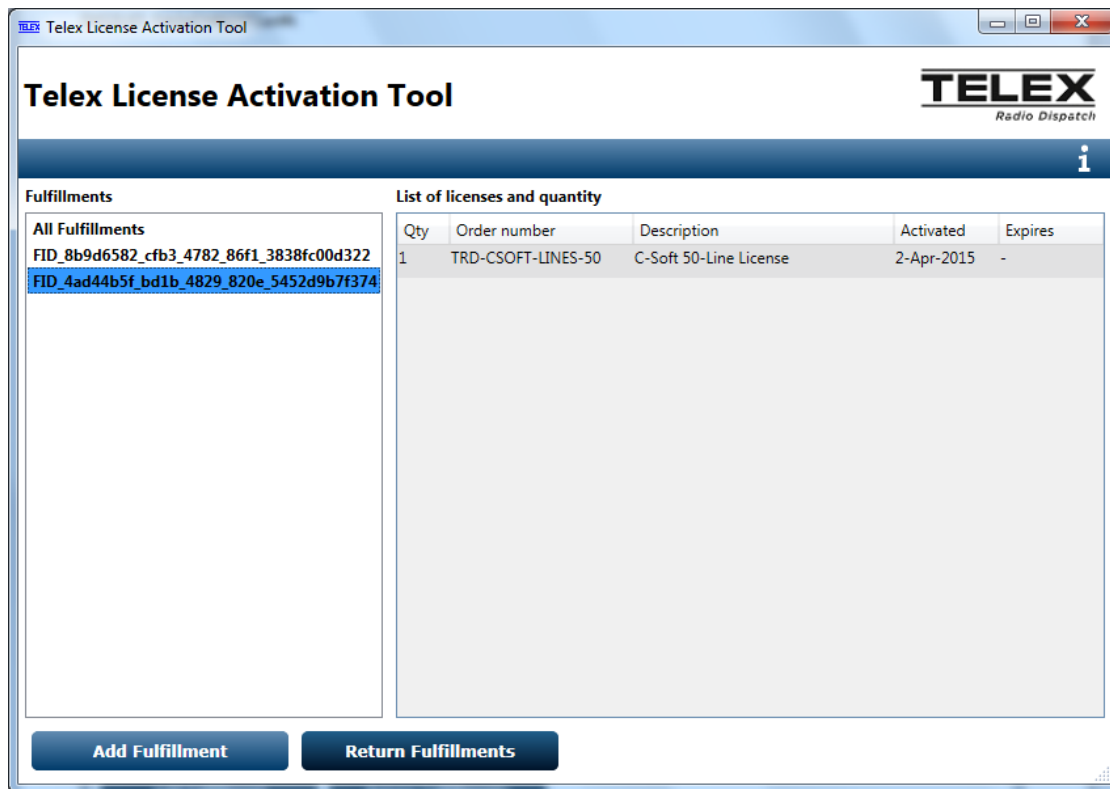 TELEX Telex License Activation Tool
Telex License Activation Tool
TELEX
Radio Dispatch
i
Fulfillments
List of licenses and quantity
All Fulfillments
FID_8b9d6582_cfb3_4782_86f1_3838fc00d322
FID_4ad44b5f_bd1b_4829_820e_5452d9b7f374
Qty Order number Description Activated Expires
1 TRD-CSOFT-LINES-50 C-Soft 50-Line License 2-Apr-2015 -
Add Fulfillment
Return Fulfillments